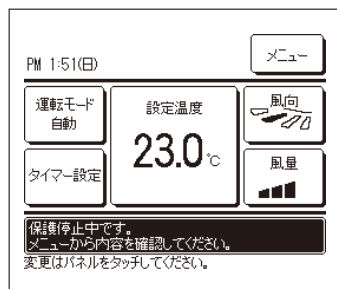 PM 1:51(日)
メニュー
運転モード
自動
設定温度
23.0℃
風向
タイマー設定
風量
保護停止中で
す。
メニューから内容を確認してください。
変更はパネルをタッチしてください。